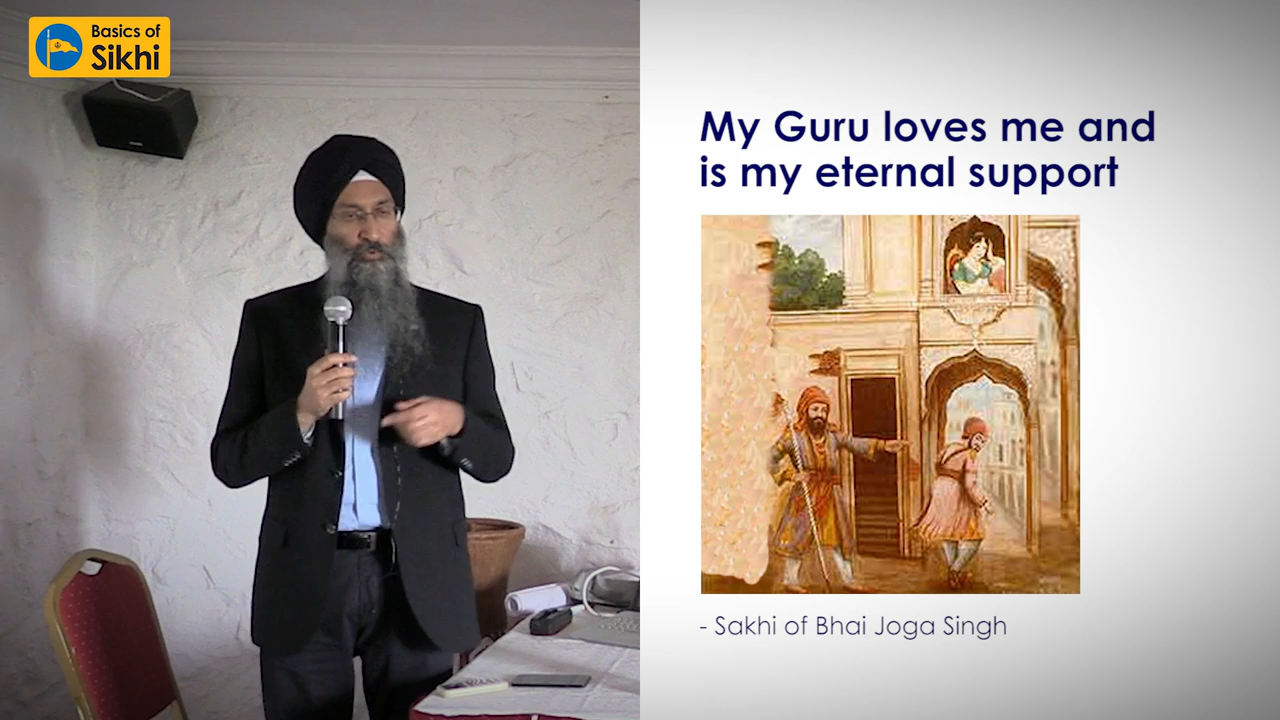 Basics of
Sikhi
My Guru loves me and
is my eternal support
- Sakhi of Bhai Joga Singh